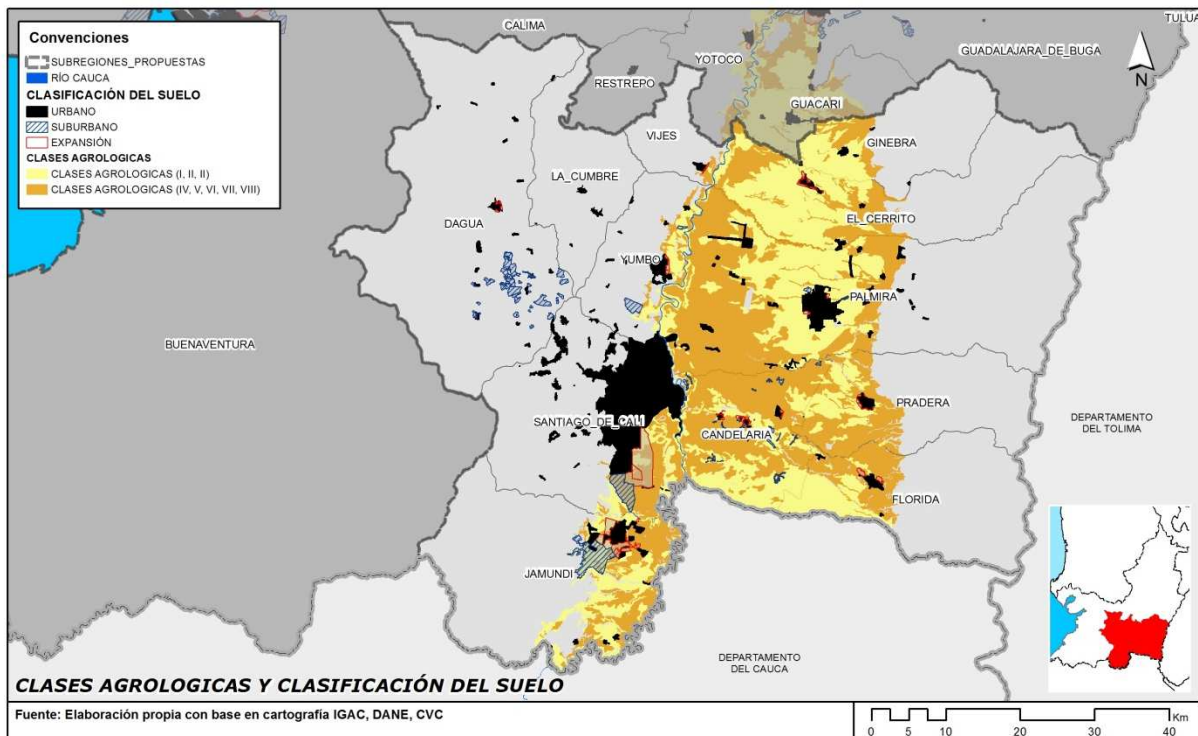 Convenciones
SUBREGIONES_PROPUESTAS
RÍO CAUCA
CLASIFICACIÓN DEL SUELO
URBANO
SUBURBANO
EXPANSIÓN
CLASES AGROLOGICAS
CLASES AGROLOGICAS (I, II, II)
CLASES AGROLOGICAS (IV, V, VI, VII, VIII)
CALIMA
TULUA
YOTOCO
GUADALAJARA_DE_BUGA
N
RESTREPO
GUACARI
VIJES
GINEBRA
LA_CUMBRE
DAGUA
EL_CERRITO
YUMBO
PALMIRA
BUENAVENTURA
PRADERA
SANTIAGO_DE_CALI
CANDELARIA
DEPARTAMENTO
DEL TOLIMA
FLORIDA
JAMUNDI
DEPARTAMENTO
DEL CAUCA
CLASES AGROLOGICAS Y CLASIFICACIÓN DEL SUELO
Fuente: Elaboración propia con base en cartografía IGAC, DANE, CVC
Km
0 5 10 20 30 40